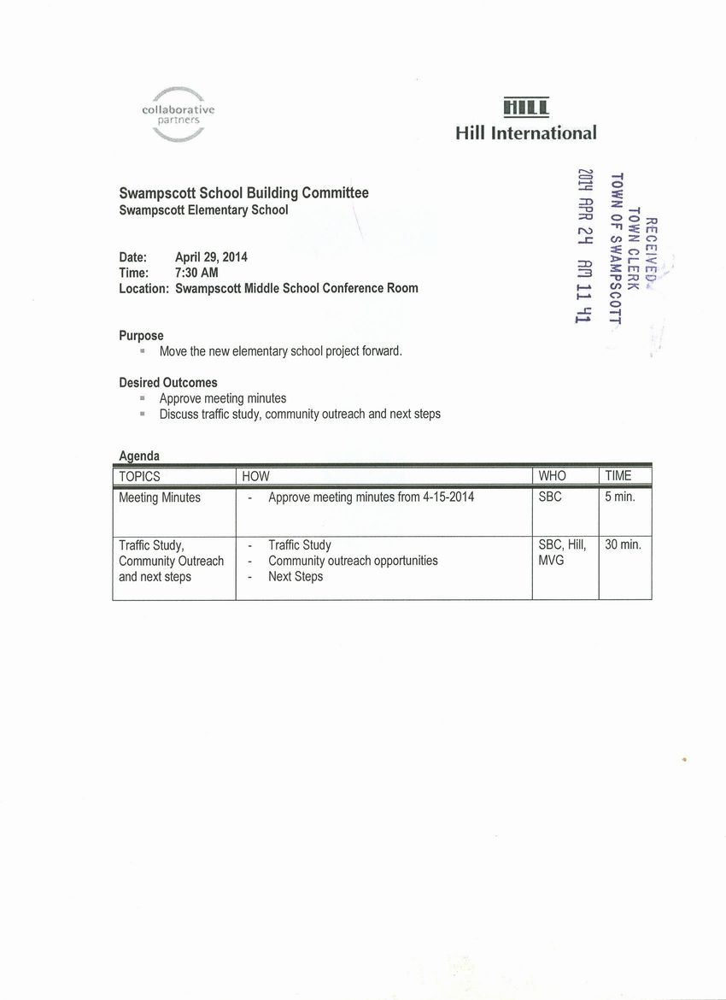 collaborative
partners
HILL
Hill International
RECEIVED
TOWN CLERK
TOWN OF SWAMPSCOTT
2014 APR 24 AM 11 41
Swampscott School Building Committee
Swampscott Elementary School
Date: April 29, 2014
Time: 7:30 AM
Location: Swampscott Middle School Conference Room
Purpose
▪ Move the new elementary school project forward.
Desired Outcomes
▪ Approve meeting minutes
▪ Discuss traffic study, community outreach and next steps
Agenda
TOPICS HOW WHO TIME
Meeting Minutes - Approve meeting minutes from 4-15-2014 SBC 5 min.
Traffic Study, - Traffic Study SBC, Hill, 30 min.
Community Outreach - Community outreach opportunities MVG
and next steps - Next Steps